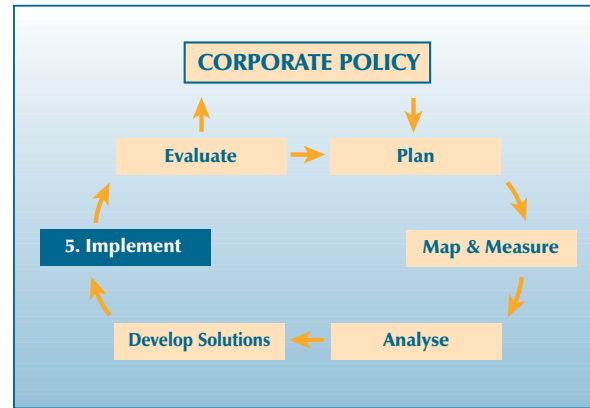 CORPORATE POLICY
Evaluate
Plan
5. Implement
Map & Measure
Develop Solutions
Analyse